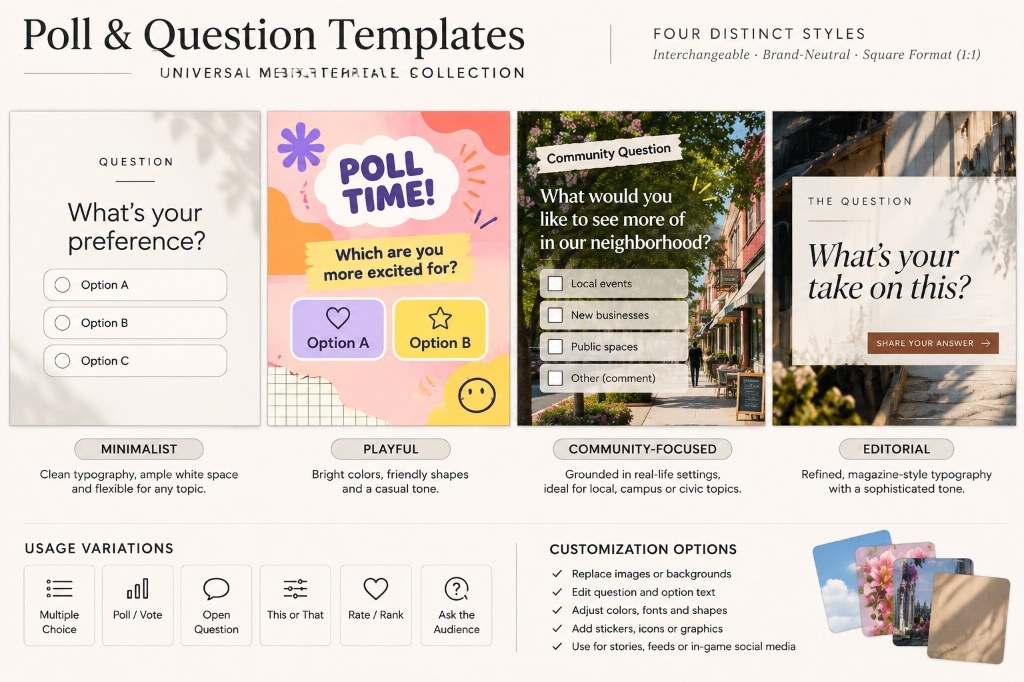 Poll & Question Templates
UNIVERSAL COLLECTION
FOUR DISTINCT STYLES
Interchangeable · Brand-Neutral · Square Format (1:1)
QUESTION
What's your
preference?
Option A
Option B
Option C
POLL
TIME!
Which are you
more excited for?
Option A
Option B
Community Question
What would you
like to see more of
in our neighborhood?
Local events
New businesses
Public spaces
Other (comment)
THE QUESTION
What's your
take on this?
SHARE YOUR ANSWER →
MINIMALIST
Clean typography, ample white space
and flexible for any topic.
PLAYFUL
Bright colors, friendly shapes
and a casual tone.
COMMUNITY-FOCUSED
Grounded in real-life settings,
ideal for local, campus or civic topics.
EDITORIAL
Refined, magazine-style typography
with a sophisticated tone.
USAGE VARIATIONS
Multiple
Choice
Poll / Vote
Open
Question
This or That
Rate / Rank
Ask the
Audience
CUSTOMIZATION OPTIONS
✓ Replace images or backgrounds
✓ Edit question and option text
✓ Adjust colors, fonts and shapes
✓ Add stickers, icons or graphics
✓ Use for stories, feeds or in-game social media